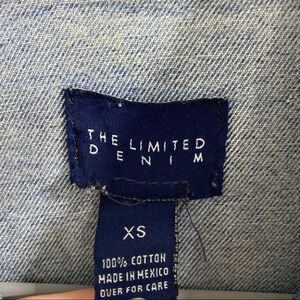 THE LIMITED
DENIM
XS
100% COTTON
MADE IN MEXICO
OVER FOR CARE